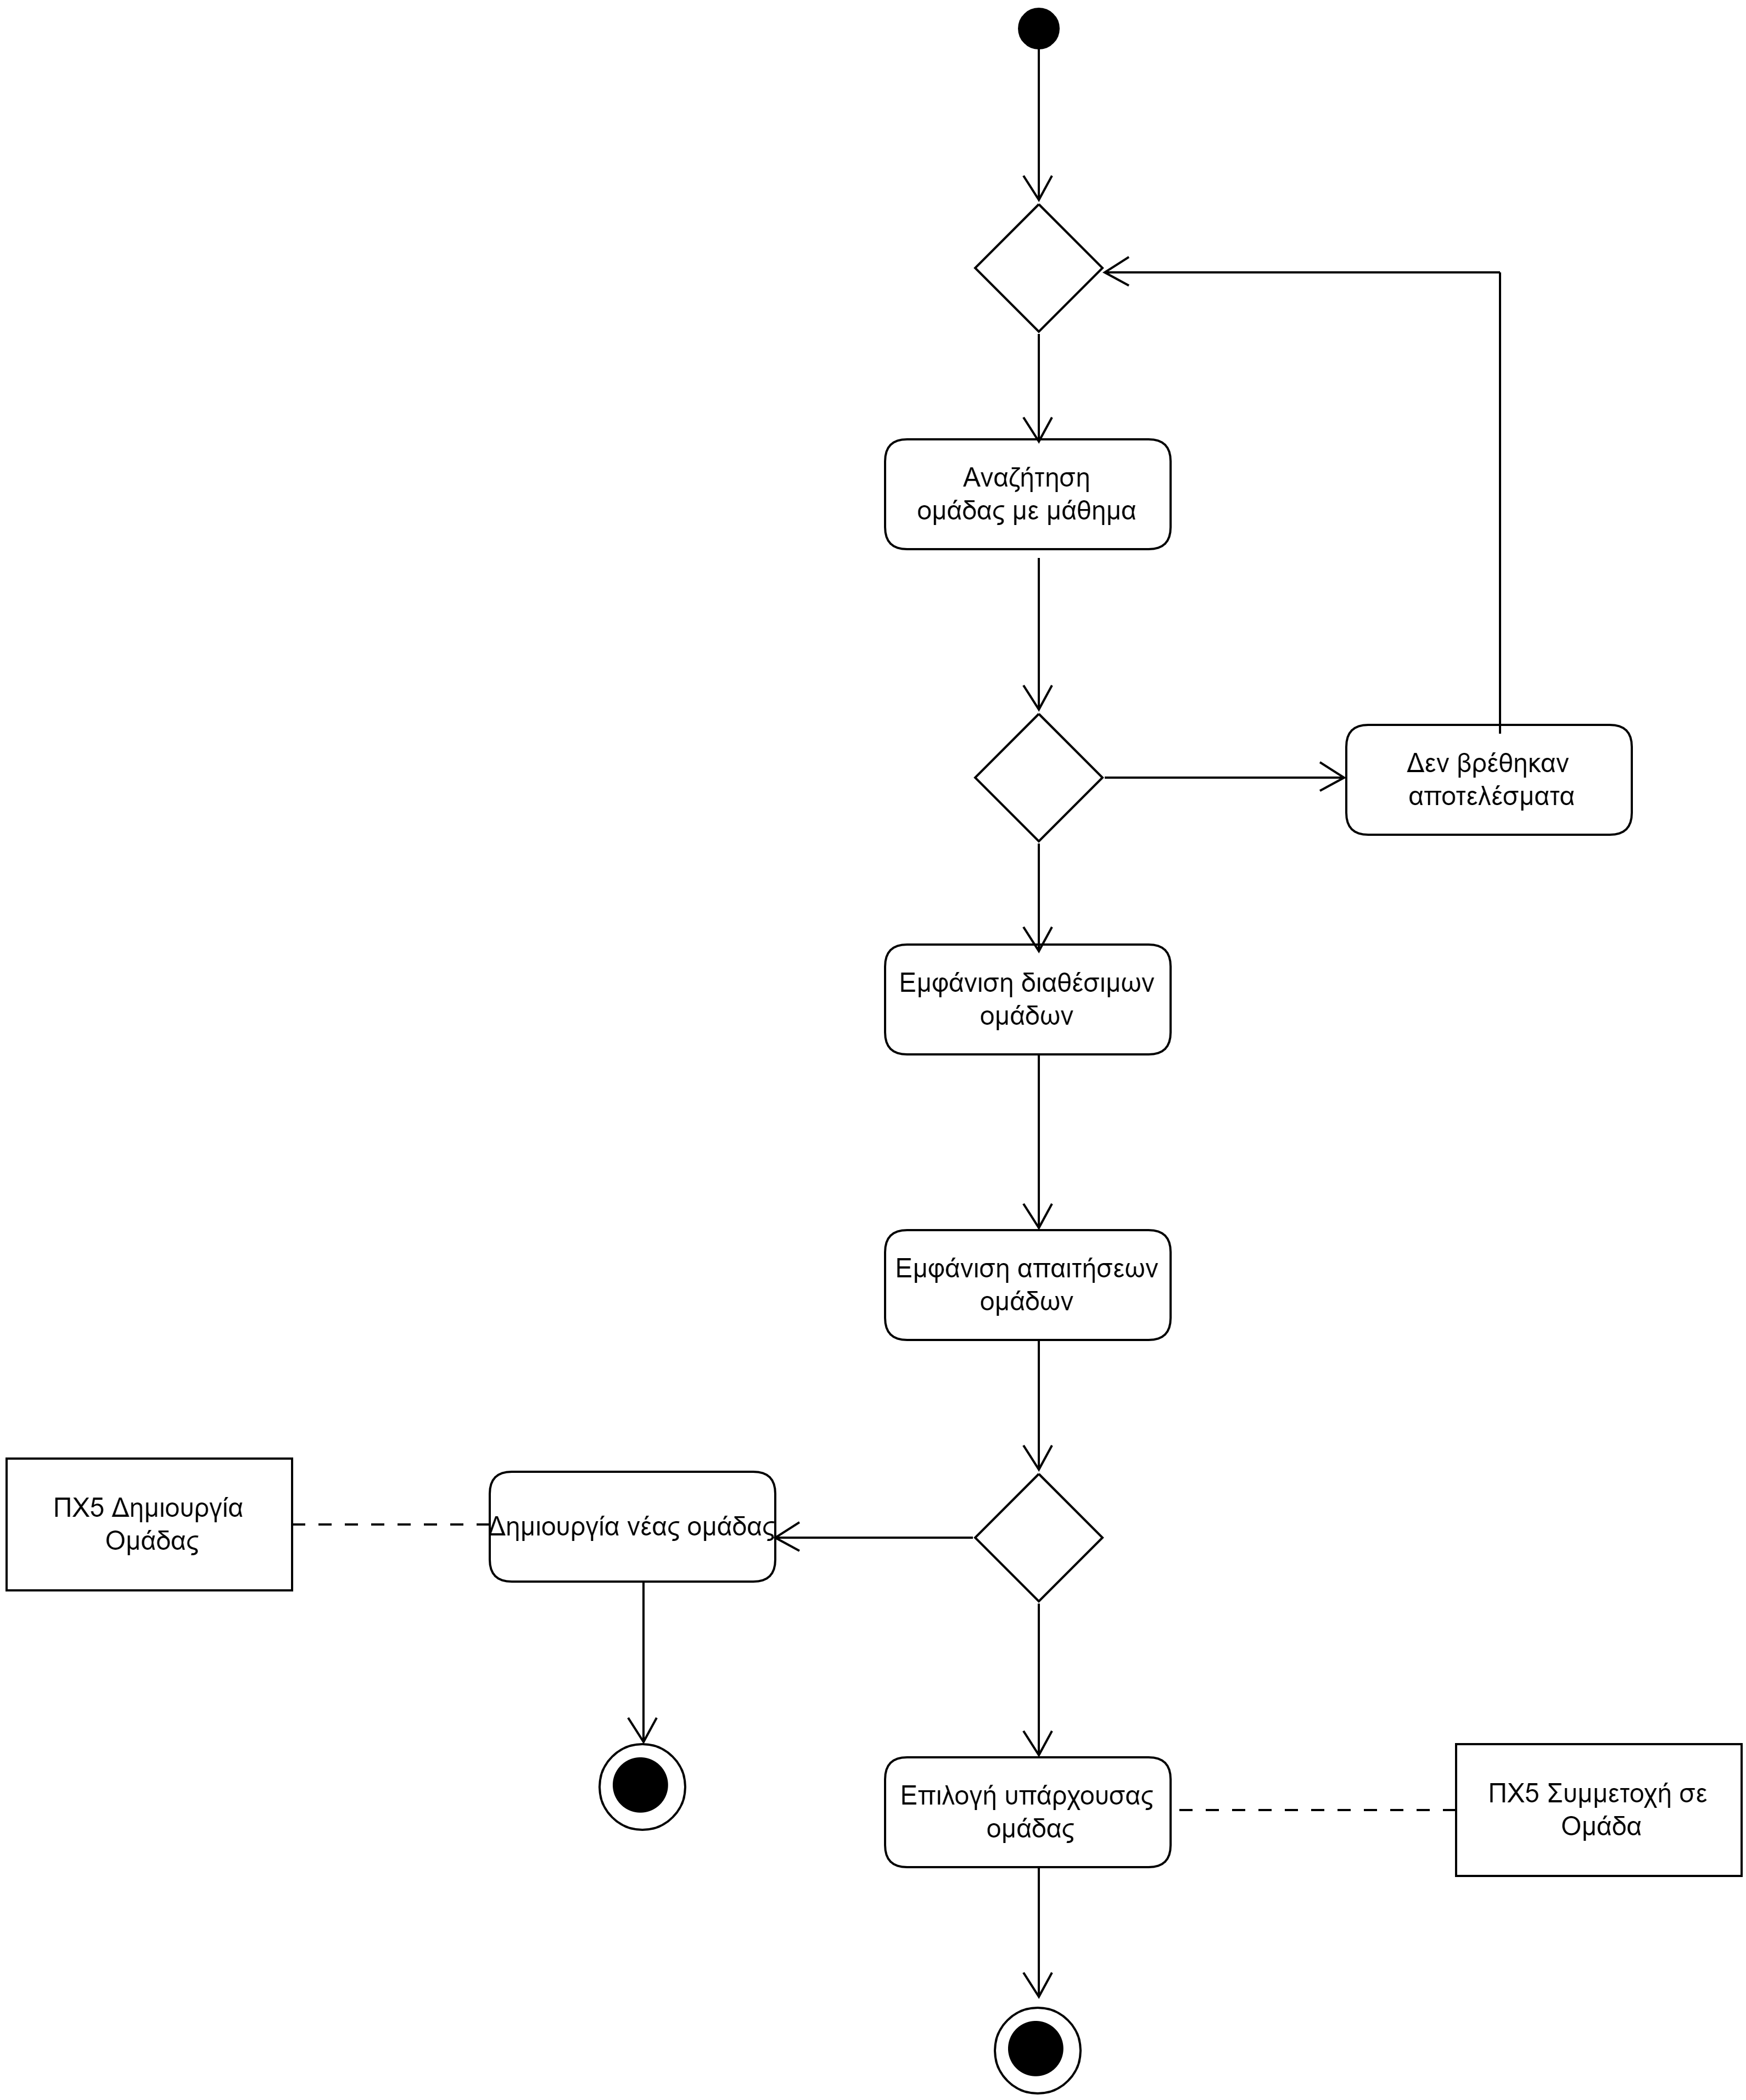 Αναζήτηση
ομάδας με μάθημα
Δεν βρέθηκαν
αποτελέσματα
Εμφάνιση διαθέσιμων
ομάδων
Εμφάνιση απαιτήσεων
ομάδων
ΠΧ5 Δημιουργία
Ομάδας
Δημιουργία νέας ομάδας
Επιλογή υπάρχουσας
ομάδας
ΠΧ5 Συμμετοχή σε
Ομάδα